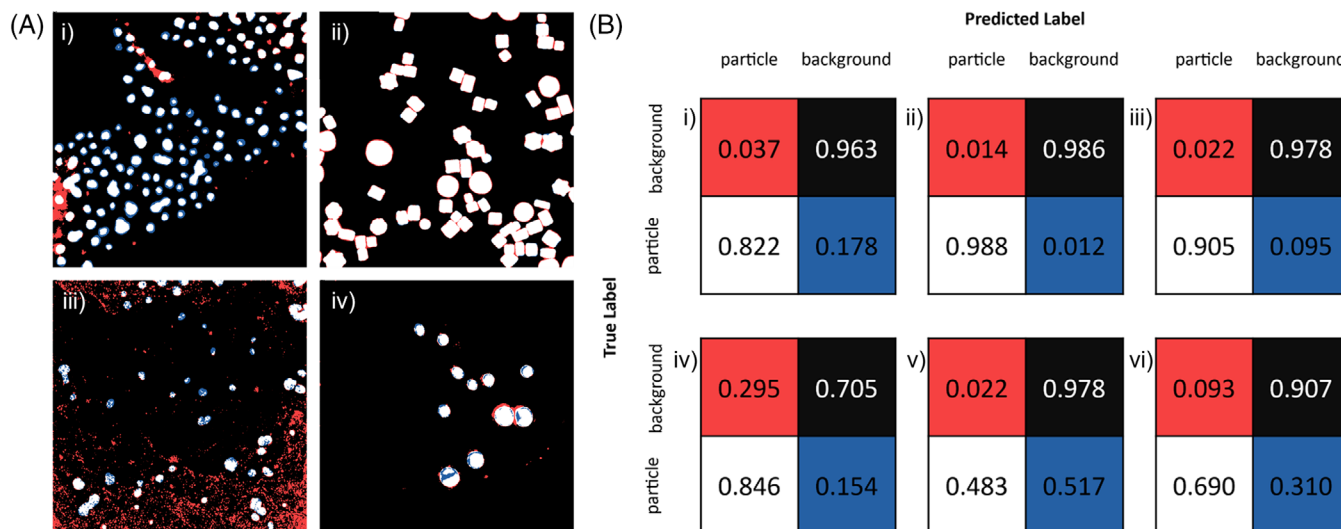 (A)
i)
ii)
iii)
iv)
(B)
Predicted Label
particle background particle background particle background
True Label
background
particle
i)
0.037 0.963
0.822 0.178
ii)
0.014 0.986
0.988 0.012
iii)
0.022 0.978
0.905 0.095
background
particle
iv)
0.295 0.705
0.846 0.154
v)
0.022 0.978
0.483 0.517
vi)
0.093 0.907
0.690 0.310